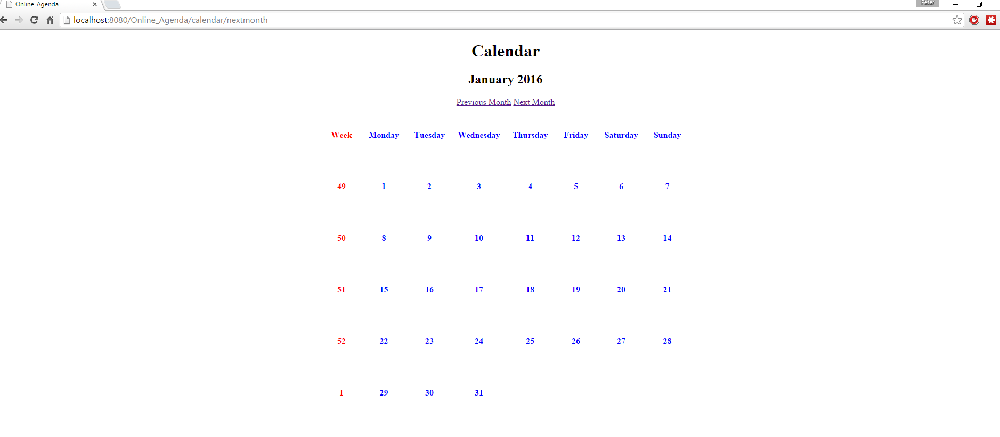 Online_Agenda
Peter
localhost:8080/Online_Agenda/calendar/nextmonth
Calendar
January 2016
Previous Month Next Month
Week Monday Tuesday Wednesday Thursday Friday Saturday Sunday
49 1 2 3 4 5 6 7
50 8 9 10 11 12 13 14
51 15 16 17 18 19 20 21
52 22 23 24 25 26 27 28
1 29 30 31